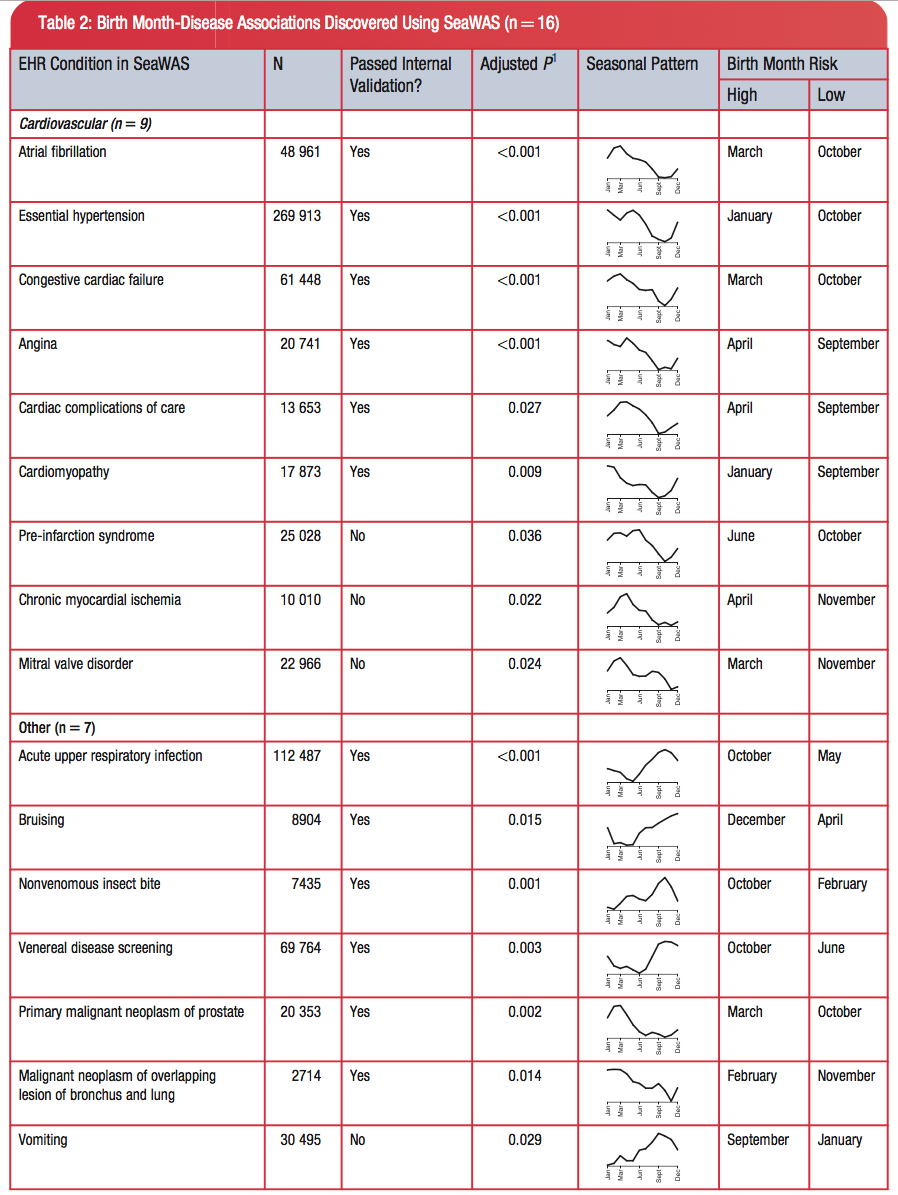 Table 2: Birth Month-Disease Associations Discovered Using SeaWAS (n = 16)
EHR Condition in SeaWAS N Passed Internal Validation? Adjusted P¹ Seasonal Pattern Birth Month Risk
High Low
Cardiovascular (n = 9)
Atrial fibrillation 48 961 Yes <0.001 Jan Mar Jun Sept Dec March October
Essential hypertension 269 913 Yes <0.001 Jan Mar Jun Sept Dec January October
Congestive cardiac failure 61 448 Yes <0.001 Jan Mar Jun Sept Dec March October
Angina 20 741 Yes <0.001 Jan Mar Jun Sept Dec April September
Cardiac complications of care 13 653 Yes 0.027 Jan Mar Jun Sept Dec April September
Cardiomyopathy 17 873 Yes 0.009 Jan Mar Jun Sept Dec January September
Pre-infarction syndrome 25 028 No 0.036 Jan Mar Jun Sept Dec June October
Chronic myocardial ischemia 10 010 No 0.022 Jan Mar Jun Sept Dec April November
Mitral valve disorder 22 966 No 0.024 Jan Mar Jun Sept Dec March November
Other (n = 7)
Acute upper respiratory infection 112 487 Yes <0.001 Jan Mar Jun Sept Dec October May
Bruising 8904 Yes 0.015 Jan Mar Jun Sept Dec December April
Nonvenomous insect bite 7435 Yes 0.001 Jan Mar Jun Sept Dec October February
Venereal disease screening 69 764 Yes 0.003 Jan Mar Jun Sept Dec October June
Primary malignant neoplasm of prostate 20 353 Yes 0.002 Jan Mar Jun Sept Dec March October
Malignant neoplasm of overlapping
lesion of bronchus and lung 2714 Yes 0.014 Jan Mar Jun Sept Dec February November
Vomiting 30 495 No 0.029 Jan Mar Jun Sept Dec September January